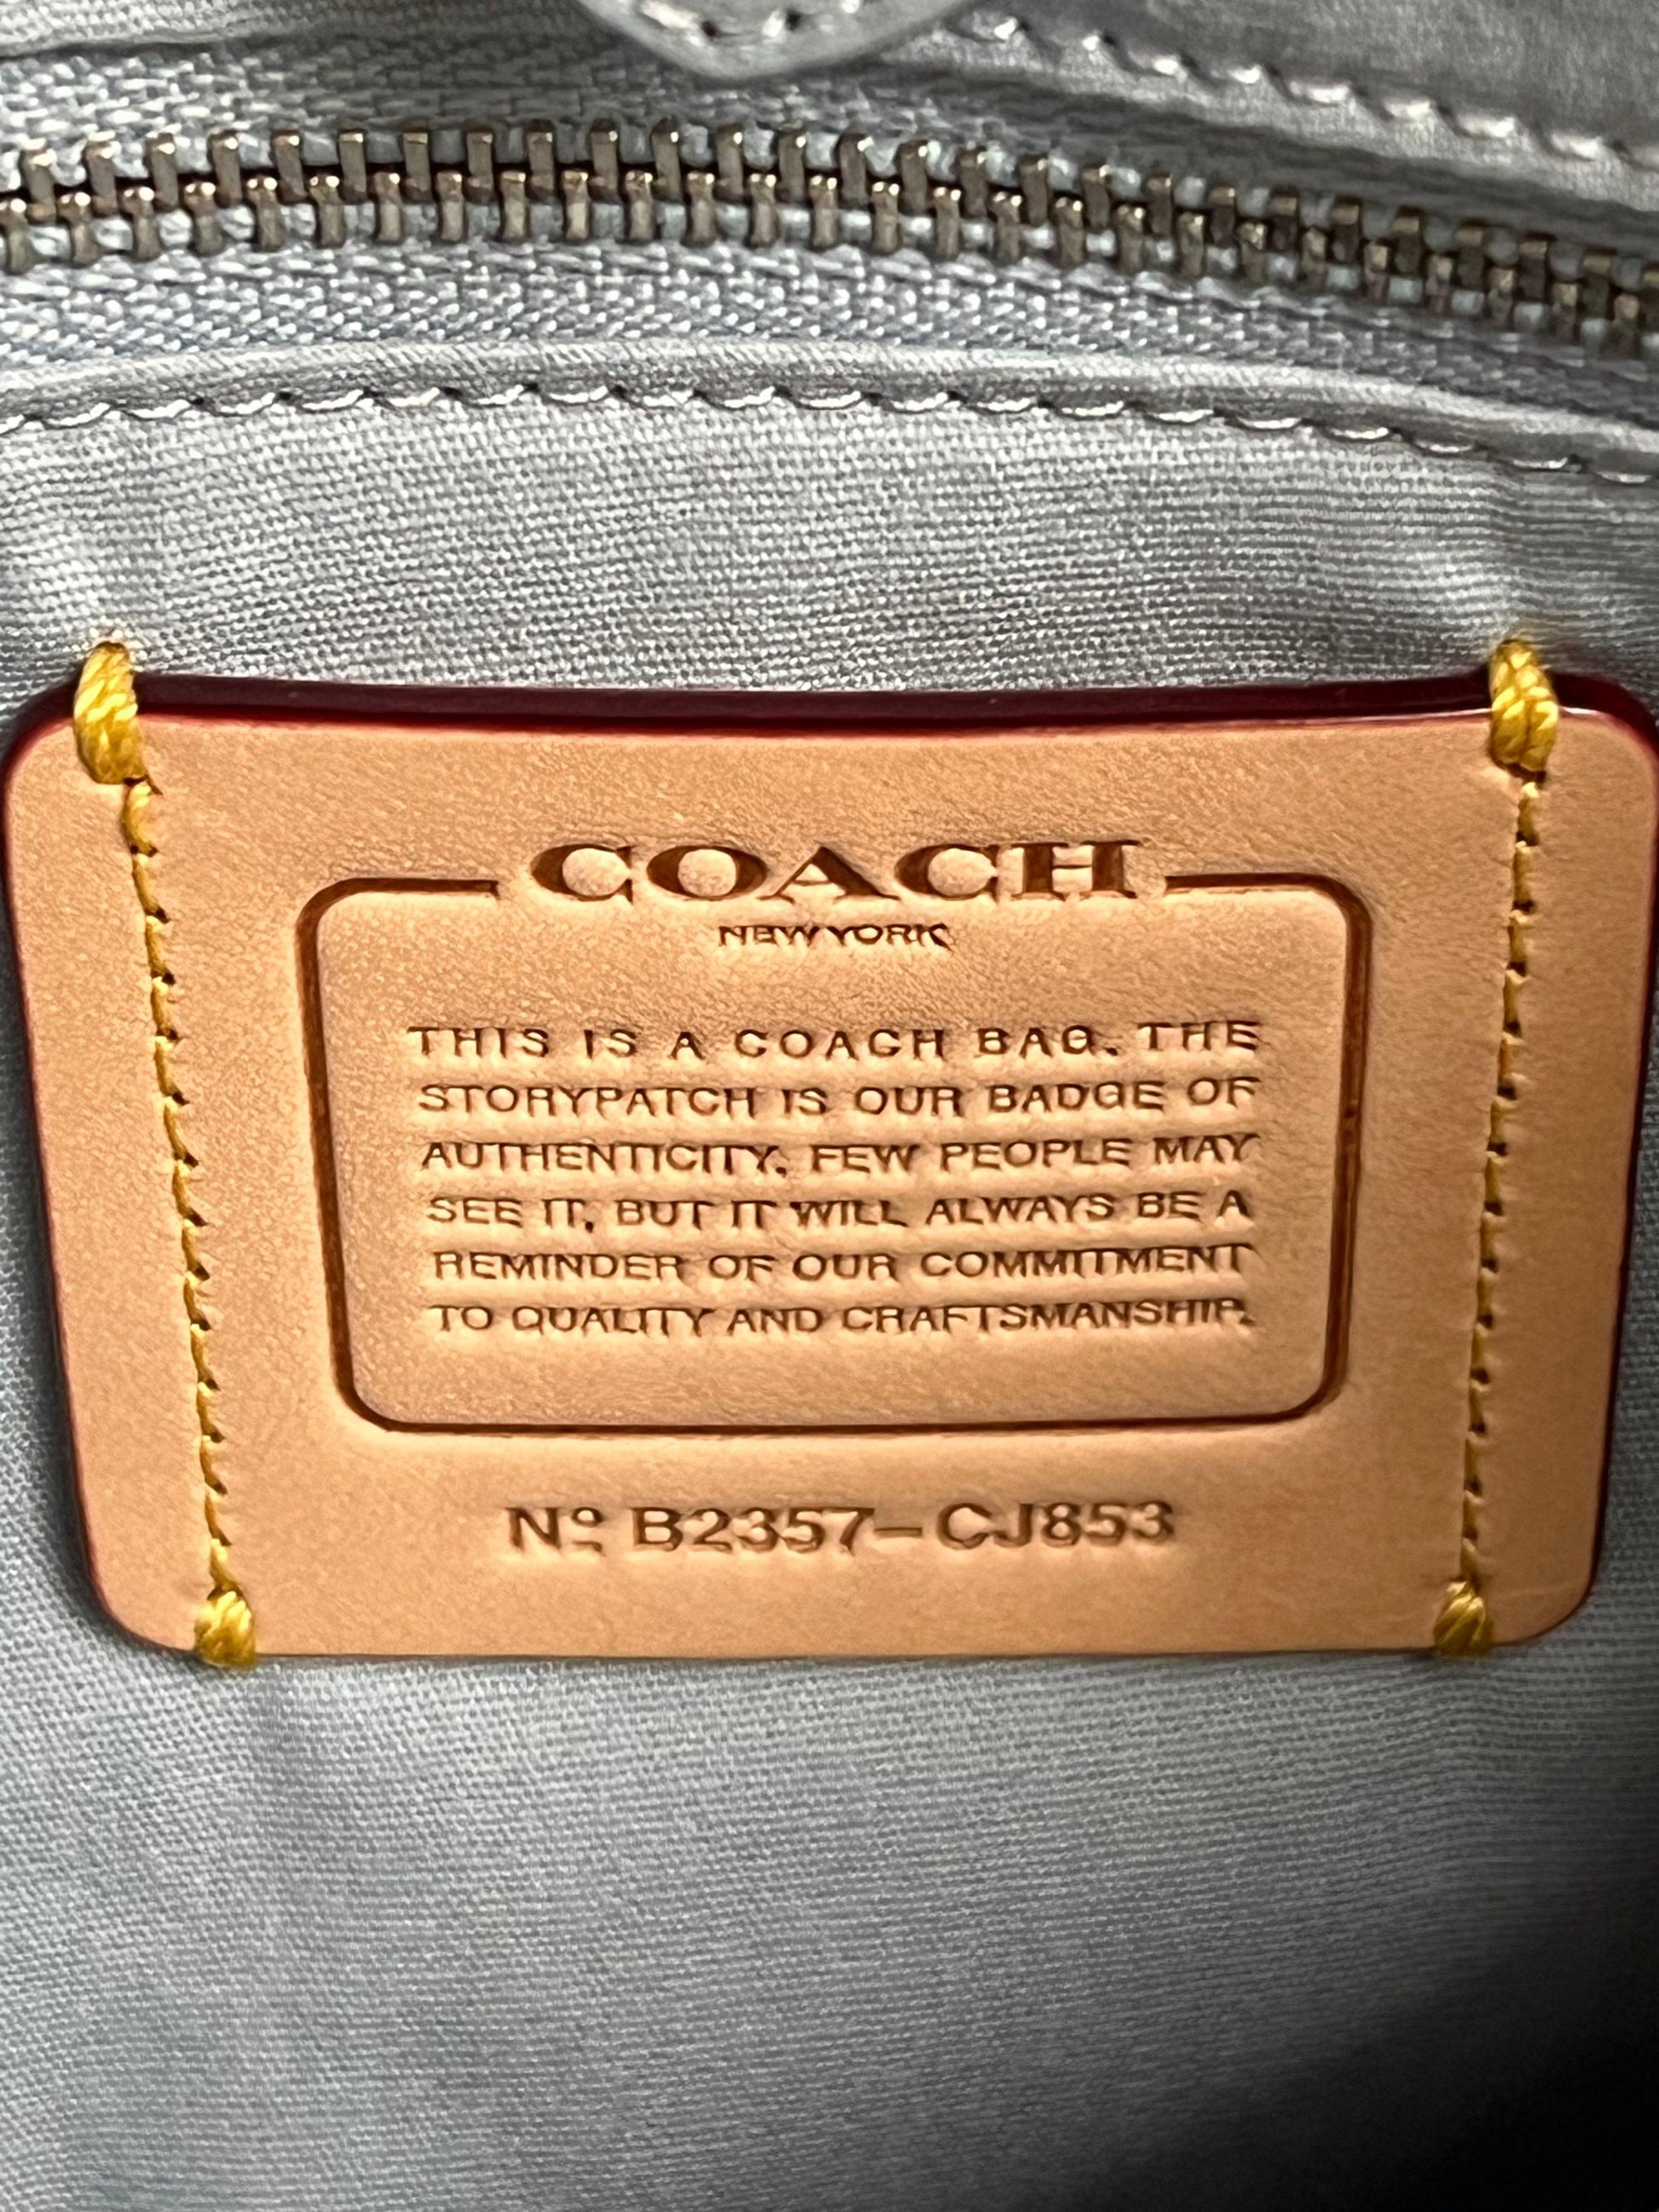 COACH
NEW YORK
THIS IS A COACH BAG. THE
STORYPATCH IS OUR BADGE OF
AUTHENTICITY. FEW PEOPLE MAY
SEE IT, BUT IT WILL ALWAYS BE A
REMINDER OF OUR COMMITMENT
TO QUALITY AND CRAFTSMANSHIP.
Nº B2357-CJ853